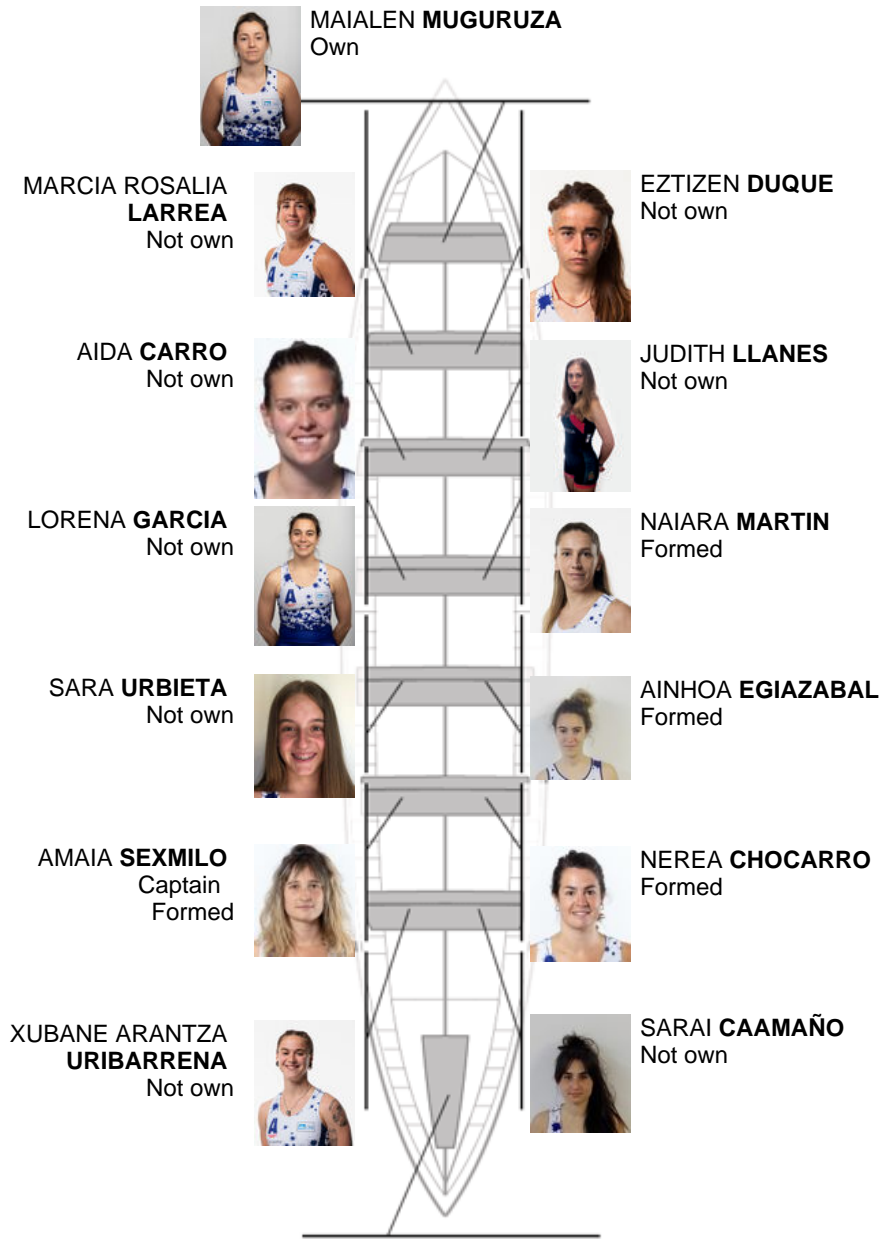 MAIALEN MUGURUZA
Own
MARCIA ROSALIA
LARREA
Not own
EZTIZEN DUQUE
Not own
AIDA CARRO
Not own
JUDITH LLANES
Not own
LORENA GARCIA
Not own
NAIARA MARTIN
Formed
SARA URBIETA
Not own
AINHOA EGIAZABAL
Formed
AMAIA SEXMILO
Captain
Formed
NEREA CHOCARRO
Formed
XUBANE ARANTZA
URIBARRENA
Not own
SARAI CAAMAÑO
Not own